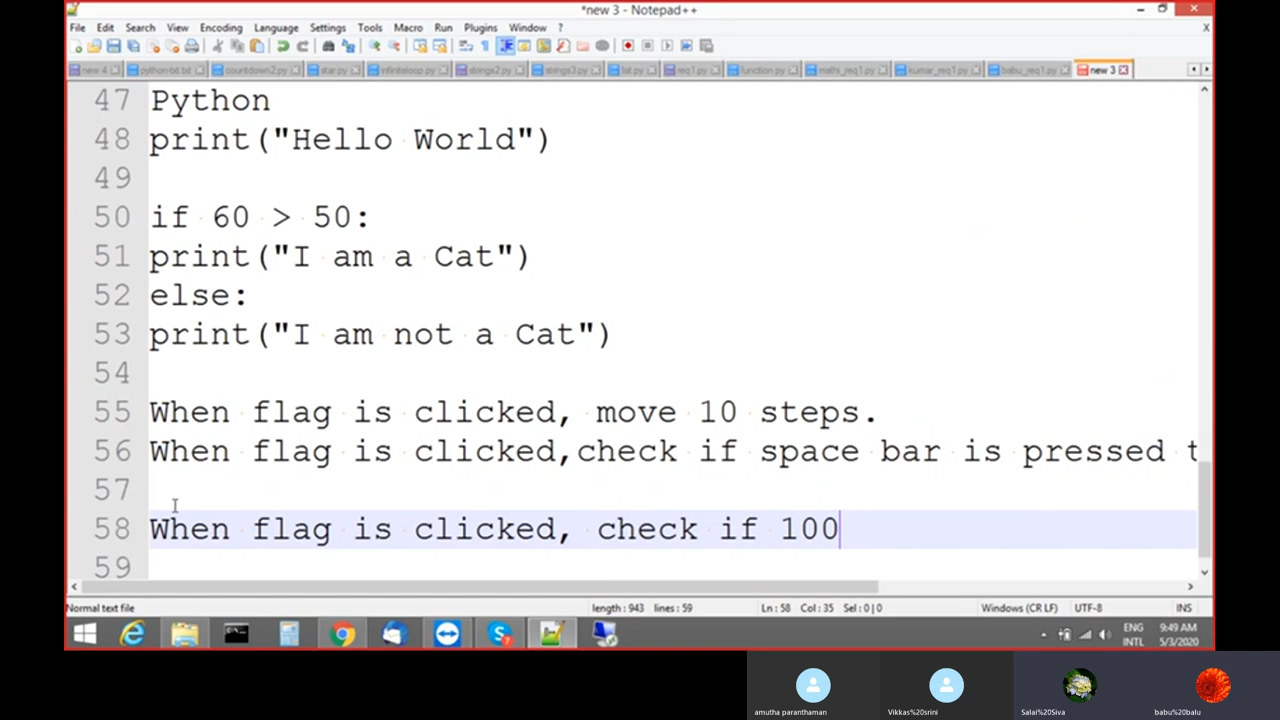 *new 3 - Notepad++
File Edit Search View Encoding Language Settings Tools Macro Run Plugins Window ? X
new 4 python-txt.txt countdown2.py star.py infiniteloop.py strings2.py strings3.py list.py req1.py function.py mathi_req1.py kumar_req1.py babu_req1.py new 3
47 Python
48 print("Hello World")
49
50 if 60 > 50:
51 print("I am a Cat")
52 else:
53 print("I am not a Cat")
54
55 When flag is clicked, move 10 steps.
56 When flag is clicked,check if space bar is pressed t
57
58 When flag is clicked, check if 100
59
Normal text file length : 943 lines : 59 Ln : 58 Col : 35 Sel : 0 | 0 Windows (CR LF) UTF-8 INS
ENG 9:49 AM
INTL 5/3/2020
amutha paranthaman Vikkas%20srini Salai%20Siva babu%20balu